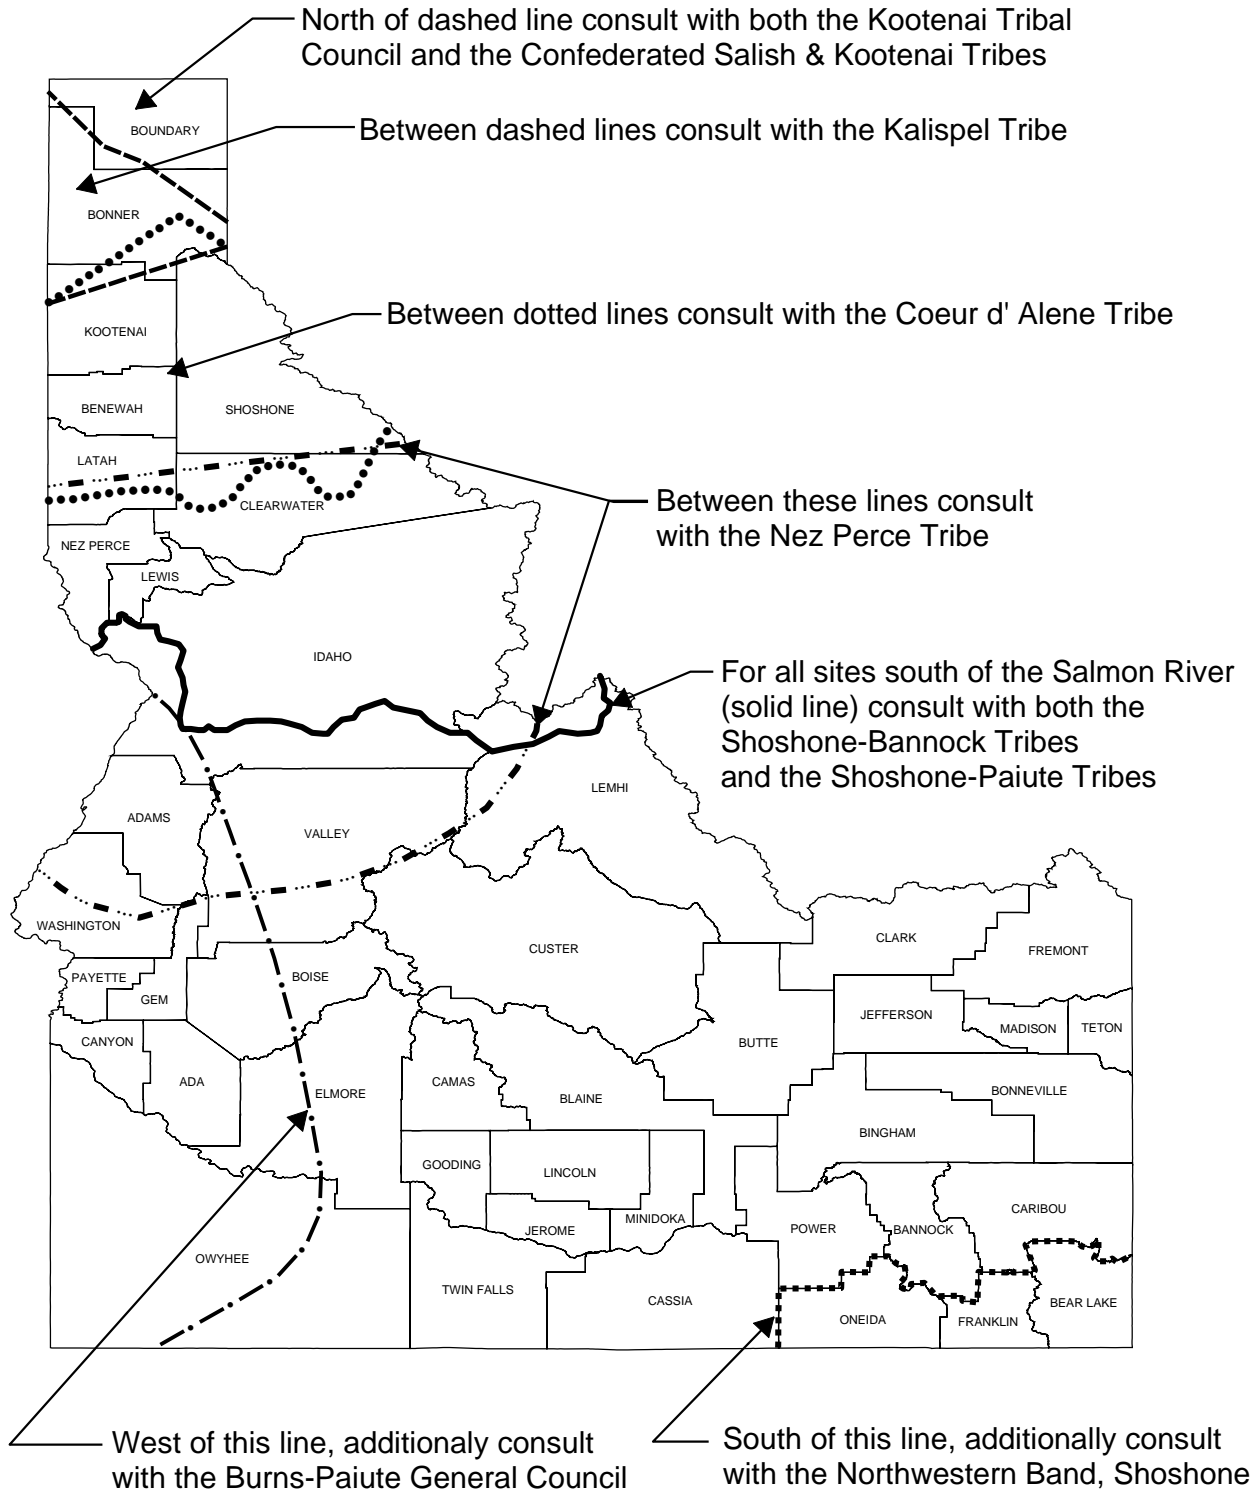 North of dashed line consult with both the Kootenai Tribal
Council and the Confederated Salish & Kootenai Tribes
BOUNDARY
Between dashed lines consult with the Kalispel Tribe
BONNER
Between dotted lines consult with the Coeur d' Alene Tribe
KOOTENAI
BENEWAH
SHOSHONE
LATAH
CLEARWATER
Between these lines consult
with the Nez Perce Tribe
NEZ PERCE
LEWIS
IDAHO
For all sites south of the Salmon River
(solid line) consult with both the
Shoshone-Bannock Tribes
and the Shoshone-Paiute Tribes
LEMHI
ADAMS
VALLEY
WASHINGTON
CUSTER
CLARK
FREMONT
PAYETTE
GEM
BOISE
JEFFERSON
MADISON
TETON
CANYON
BUTTE
ADA
ELMORE
CAMAS
BLAINE
BONNEVILLE
BINGHAM
GOODING
LINCOLN
JEROME
MINIDOKA
POWER
BANNOCK
CARIBOU
OWYHEE
TWIN FALLS
CASSIA
ONEIDA
FRANKLIN
BEAR LAKE
West of this line, additionaly consult
with the Burns-Paiute General Council
South of this line, additionally consult
with the Northwestern Band, Shoshone